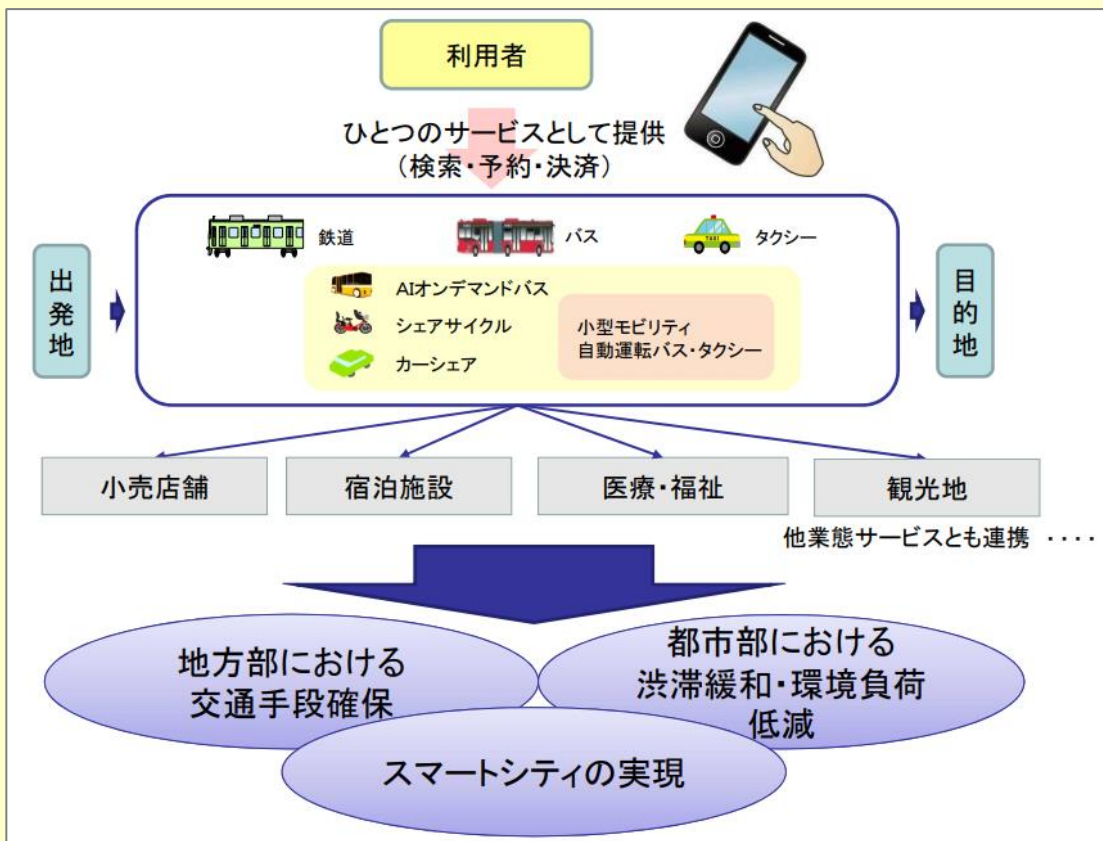 利用者
ひとつのサービスとして提供
（検索・予約・決済）
出発地
鉄道
バス
TAXI
タクシー
AIオンデマンドバス
シェアサイクル
カーシェア
小型モビリティ
自動運転バス・タクシー
目的地
小売店舗
宿泊施設
医療・福祉
観光地
他業態サービスとも連携 ････
地方部における
交通手段確保
都市部における
渋滞緩和・環境負荷
低減
スマートシティの実現